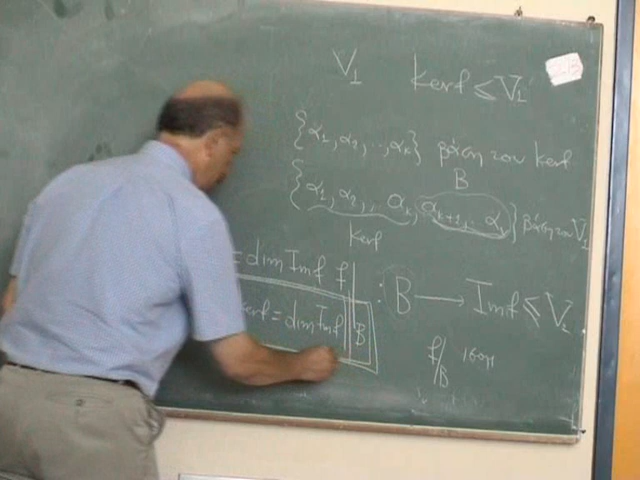 V₁ kerf ≤ V₁
{α₁, α₂, ..., αₖ} βάση του kerf
B
{α₁, α₂, .. αₖ, αₖ₊₁, .. αᵥ} βάση του V₁
kerf
= dim Imf f| : B → Imf ≤ V₂
kerf = dim Imf B
f/B ισομ